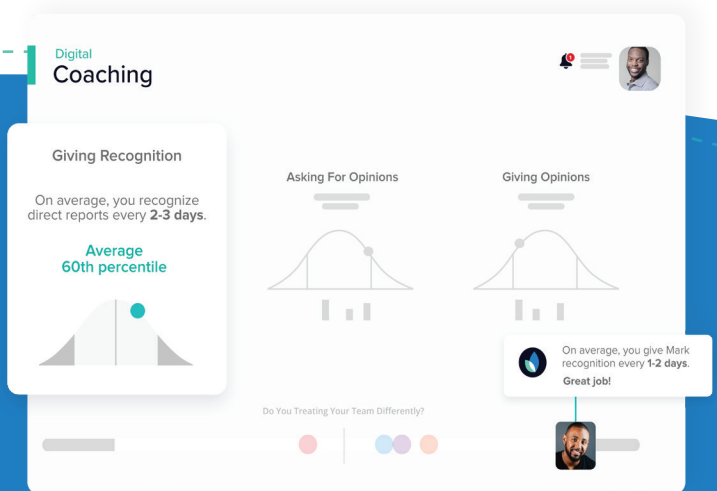 Digital
Coaching
1
Giving Recognition
On average, you recognize
direct reports every 2-3 days.
Average
60th percentile
Asking For Opinions
Giving Opinions
On average, you give Mark
recognition every 1-2 days.
Great job!
Do You Treating Your Team Differently?